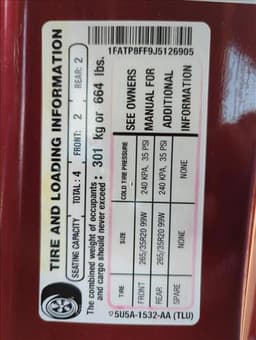 TIRE AND LOADING INFORMATION
SEATING CAPACITY TOTAL: 4 FRONT: 2 REAR: 2
The combined weight of occupants
and cargo should never exceed: 301 kg or 664 lbs.
TIRE SIZE COLD TIRE PRESSURE
FRONT 265/35R20 99W 240 KPA, 35 PSI
REAR 265/35R20 99W 240 KPA, 35 PSI
SPARE NONE NONE
SEE OWNERS
MANUAL FOR
ADDITIONAL
INFORMATION
5U5A-1532-AA (TLU)
1FATP8FF9J5126905